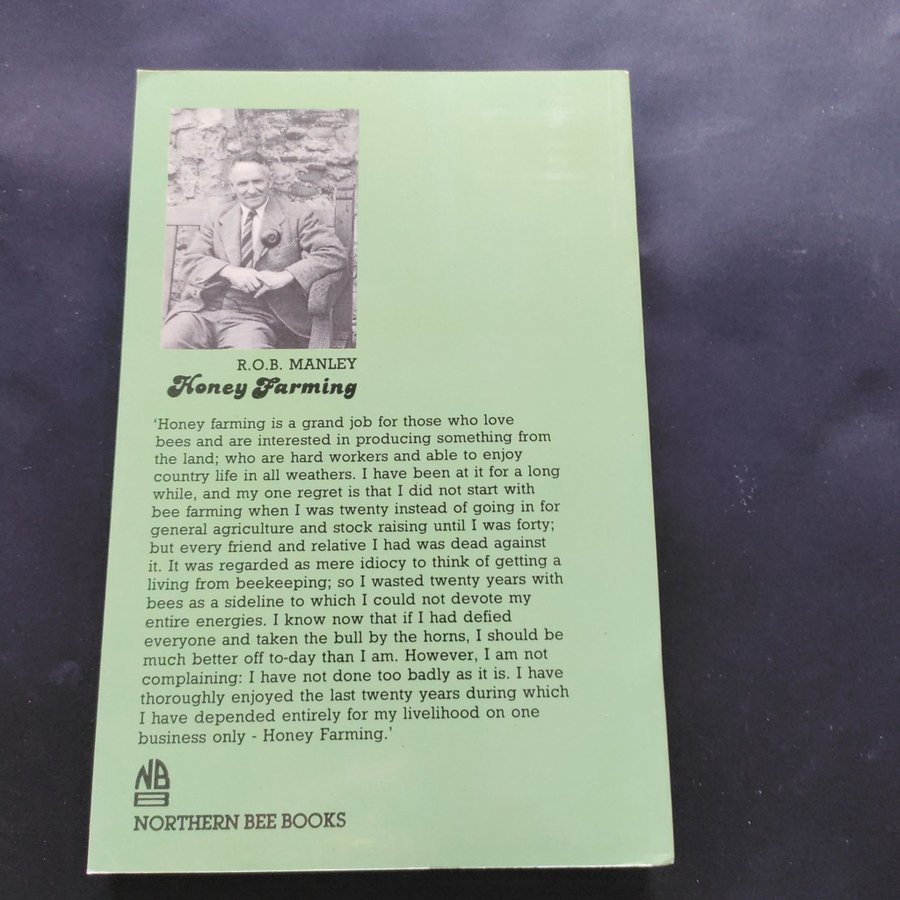 R.O.B. MANLEY
Honey Farming
'Honey farming is a grand job for those who love
bees and are interested in producing something from
the land; who are hard workers and able to enjoy
country life in all weathers. I have been at it for a long
while, and my one regret is that I did not start with
bee farming when I was twenty instead of going in for
general agriculture and stock raising until I was forty;
but every friend and relative I had was dead against
it. It was regarded as mere idiocy to think of getting a
living from beekeeping; so I wasted twenty years with
bees as a sideline to which I could not devote my
entire energies. I know now that if I had defied
everyone and taken the bull by the horns, I should be
much better off to-day than I am. However, I am not
complaining: I have not done too badly as it is. I have
thoroughly enjoyed the last twenty years during which
I have depended entirely for my livelihood on one
business only - Honey Farming.'
NB
B
NORTHERN BEE BOOKS